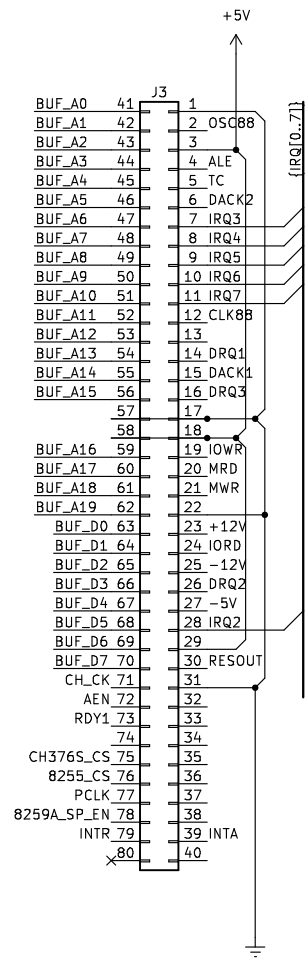 +5V
J3
{IRQ[0..7]}
BUF_A0 41 1
BUF_A1 42 2 OSC88
BUF_A2 43 3
BUF_A3 44 4 ALE
BUF_A4 45 5 TC
BUF_A5 46 6 DACK2
BUF_A6 47 7 IRQ3
BUF_A7 48 8 IRQ4
BUF_A8 49 9 IRQ5
BUF_A9 50 10 IRQ6
BUF_A10 51 11 IRQ7
BUF_A11 52 12 CLK88
BUF_A12 53 13
BUF_A13 54 14 DRQ1
BUF_A14 55 15 DACK1
BUF_A15 56 16 DRQ3
57 17
58 18
BUF_A16 59 19 IOWR
BUF_A17 60 20 MRD
BUF_A18 61 21 MWR
BUF_A19 62 22
BUF_D0 63 23 +12V
BUF_D1 64 24 IORD
BUF_D2 65 25 -12V
BUF_D3 66 26 DRQ2
BUF_D4 67 27 -5V
BUF_D5 68 28 IRQ2
BUF_D6 69 29
BUF_D7 70 30 RESOUT
CH_CK 71 31
AEN 72 32
RDY1 73 33
74 34
CH376S_CS 75 35
8255_CS 76 36
PCLK 77 37
8259A_SP_EN 78 38
INTR 79 39 INTA
80 40